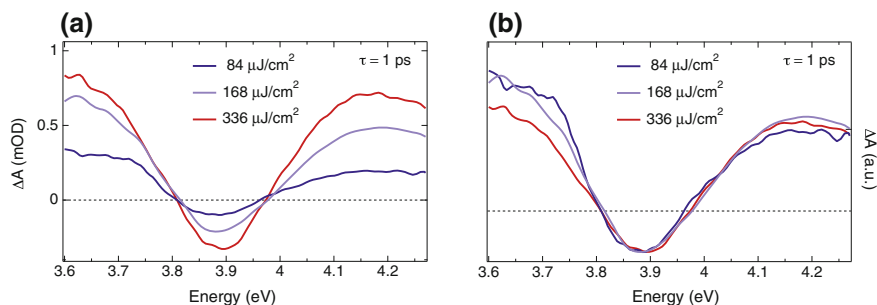 (a)
1
0.5
0
ΔA (mOD)
84 μJ/cm²
168 μJ/cm²
336 μJ/cm²
τ = 1 ps
3.6 3.7 3.8 3.9 4 4.1 4.2
Energy (eV)
(b)
84 μJ/cm²
168 μJ/cm²
336 μJ/cm²
τ = 1 ps
ΔA (a.u.)
3.6 3.7 3.8 3.9 4 4.1 4.2
Energy (eV)